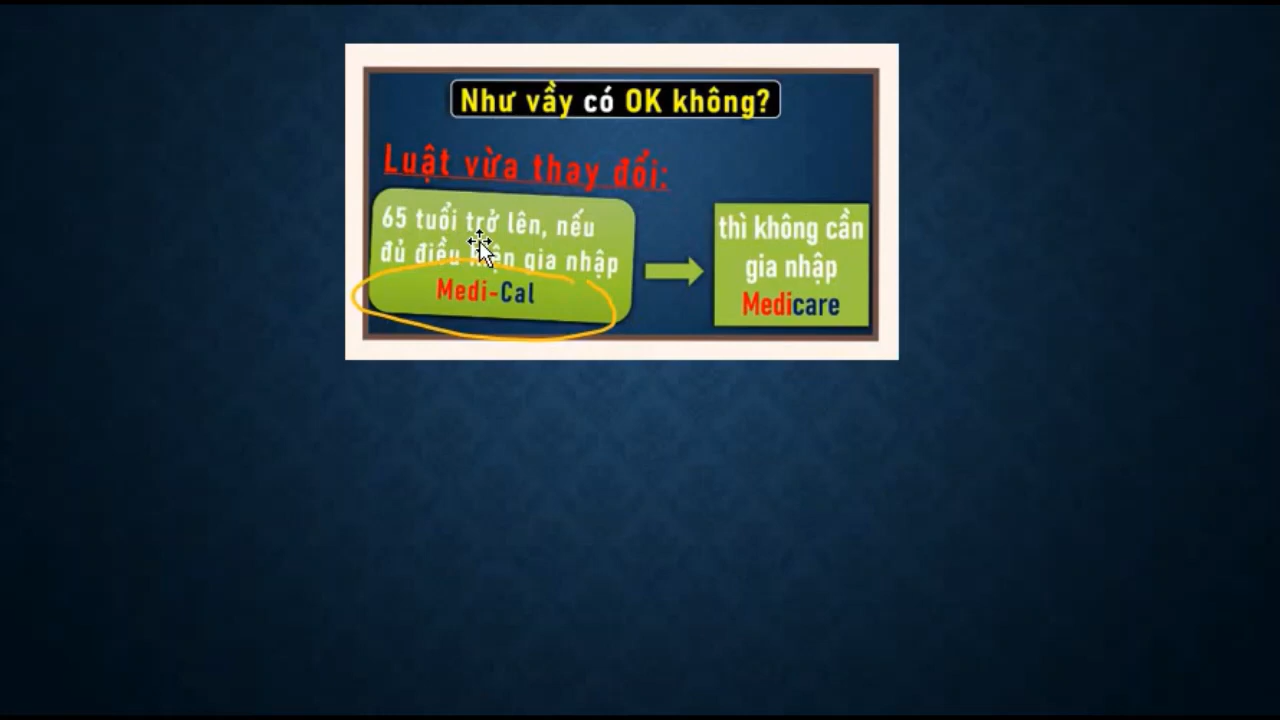 Như vầy có OK không?
Luật vừa thay đổi:
65 tuổi trở lên, nếu
đủ điều kiện gia nhập
Medi-Cal
thì không cần
gia nhập
Medicare